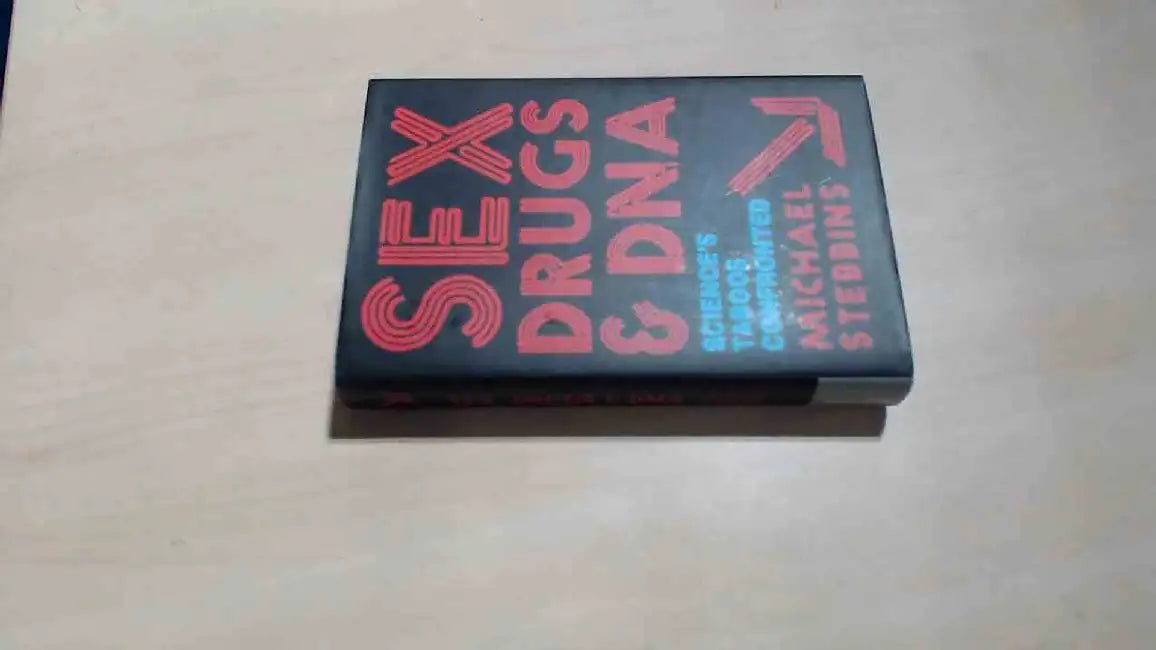 SEX
DRUGS
& DNA
SCIENCE'S
TABOOS
CONFRONTED
MICHAEL
STEBBINS